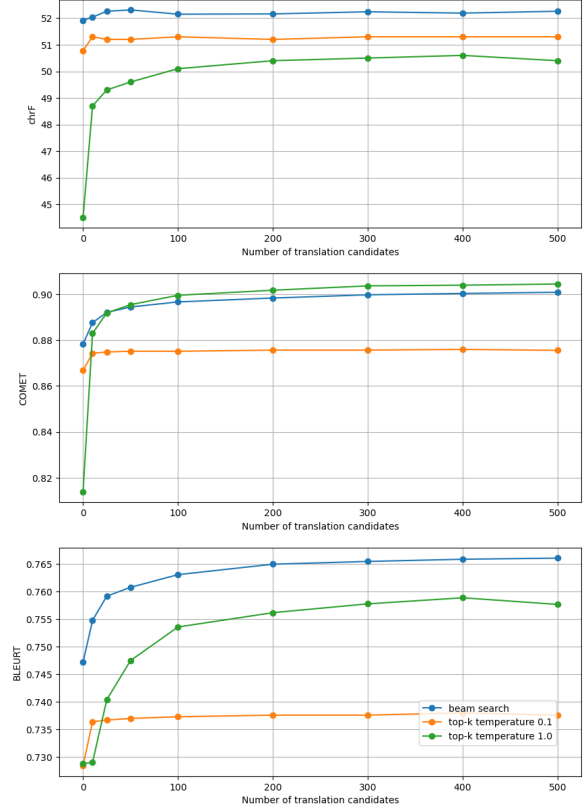 52
51
50
49
48
47
46
45
chrF
0 100 200 300 400 500
Number of translation candidates
0.90
0.88
0.86
0.84
0.82
COMET
0 100 200 300 400 500
Number of translation candidates
0.765
0.760
0.755
0.750
0.745
0.740
0.735
0.730
BLEURT
beam search
top-k temperature 0.1
top-k temperature 1.0
0 100 200 300 400 500
Number of translation candidates